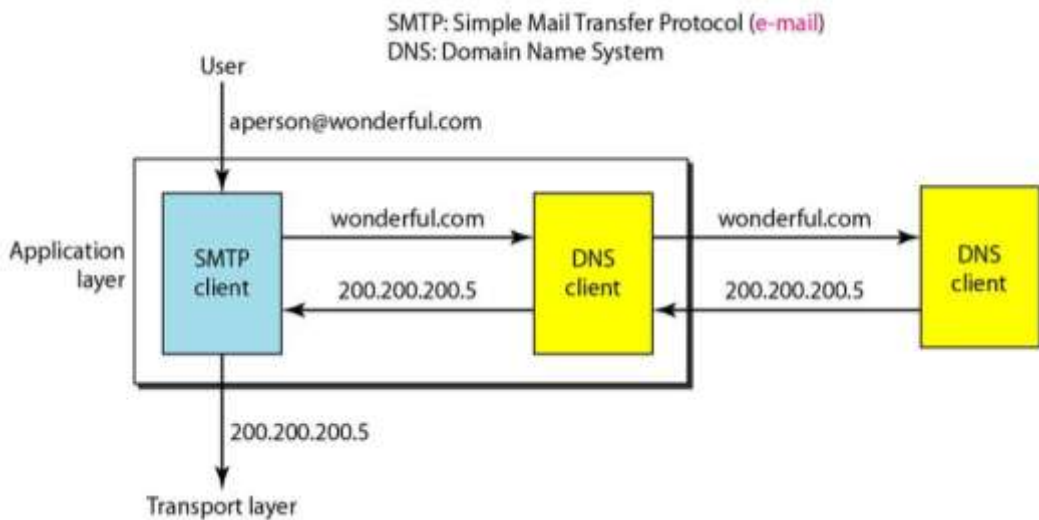 SMTP: Simple Mail Transfer Protocol (e-mail)
DNS: Domain Name System
User
aperson@wonderful.com
Application
layer
SMTP
client
wonderful.com
200.200.200.5
DNS
client
wonderful.com
200.200.200.5
DNS
client
200.200.200.5
Transport layer